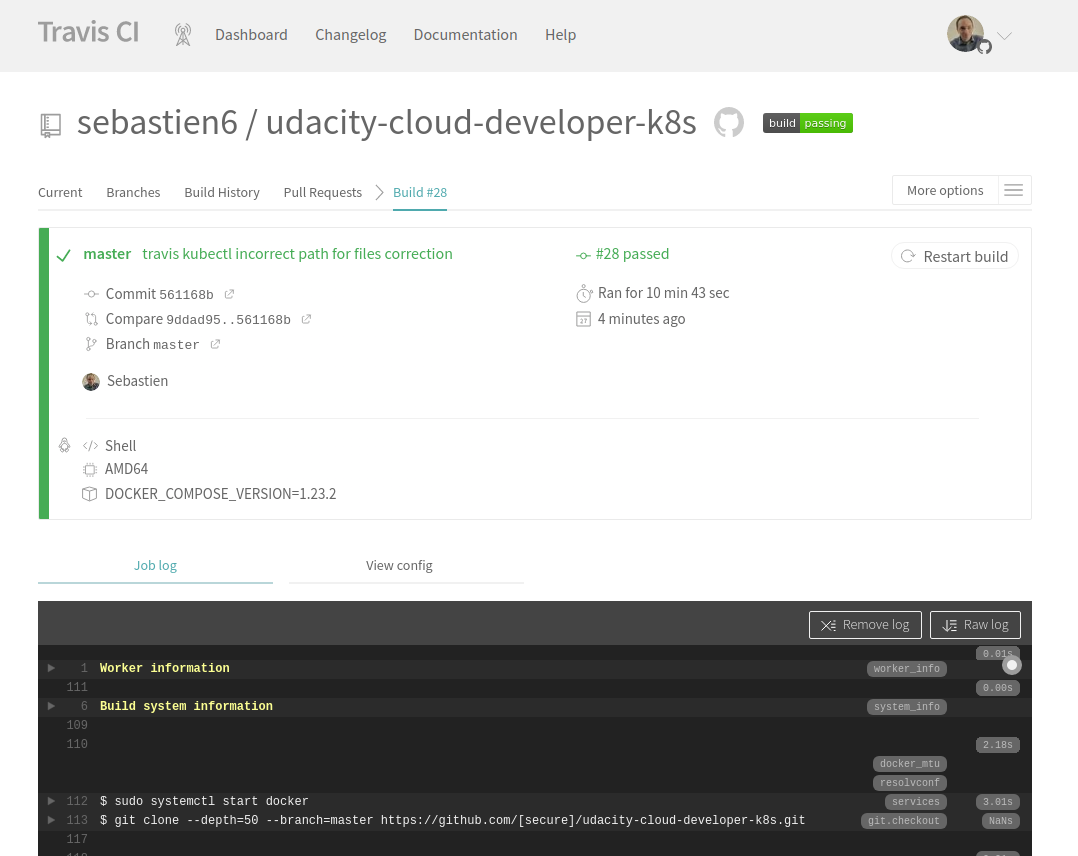 Travis CI Dashboard Changelog Documentation Help
sebastien6 / udacity-cloud-developer-k8s build passing
Current Branches Build History Pull Requests Build #28 More options
master travis kubectl incorrect path for files correction #28 passed Restart build
Commit 561168b Ran for 10 min 43 sec
Compare 9ddad95..561168b 4 minutes ago
27
Branch master
Sebastien
</> Shell
AMD64
DOCKER_COMPOSE_VERSION=1.23.2
Job log View config
Remove log Raw log
0.01s
1 Worker information worker_info
111 0.00s
6 Build system information system_info
109
110 2.18s
docker_mtu
resolvconf
112 $ sudo systemctl start docker services 3.01s
113 $ git clone --depth=50 --branch=master https://github.com/[secure]/udacity-cloud-developer-k8s.git git.checkout NaNs
117